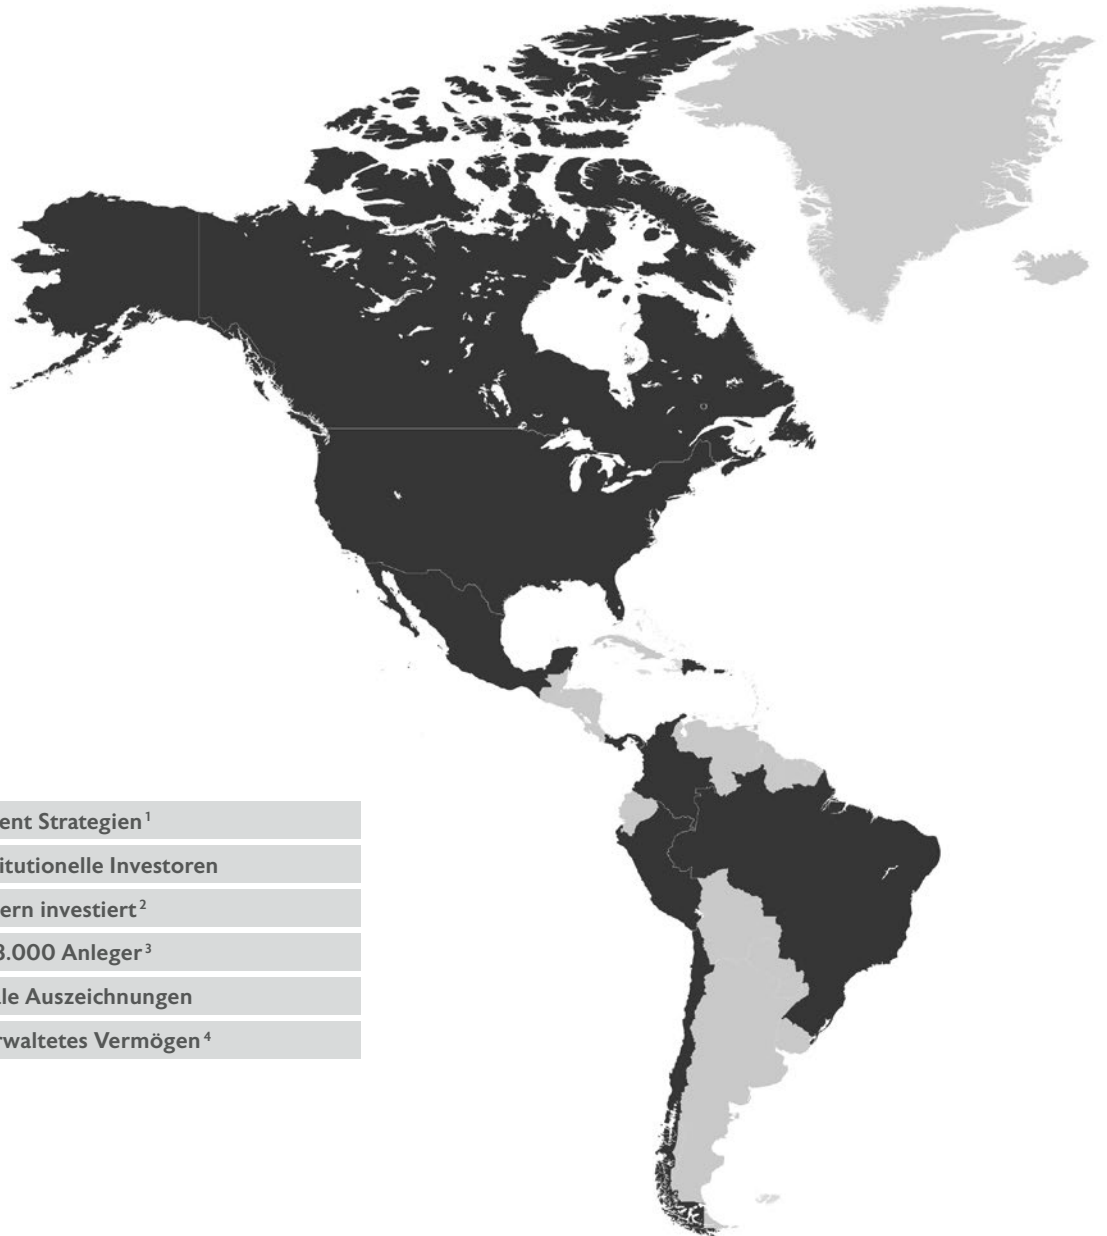 ent Strategien¹
itutionelle Investoren
ern investiert²
3.000 Anleger³
le Auszeichnungen
rwaltetes Vermögen⁴